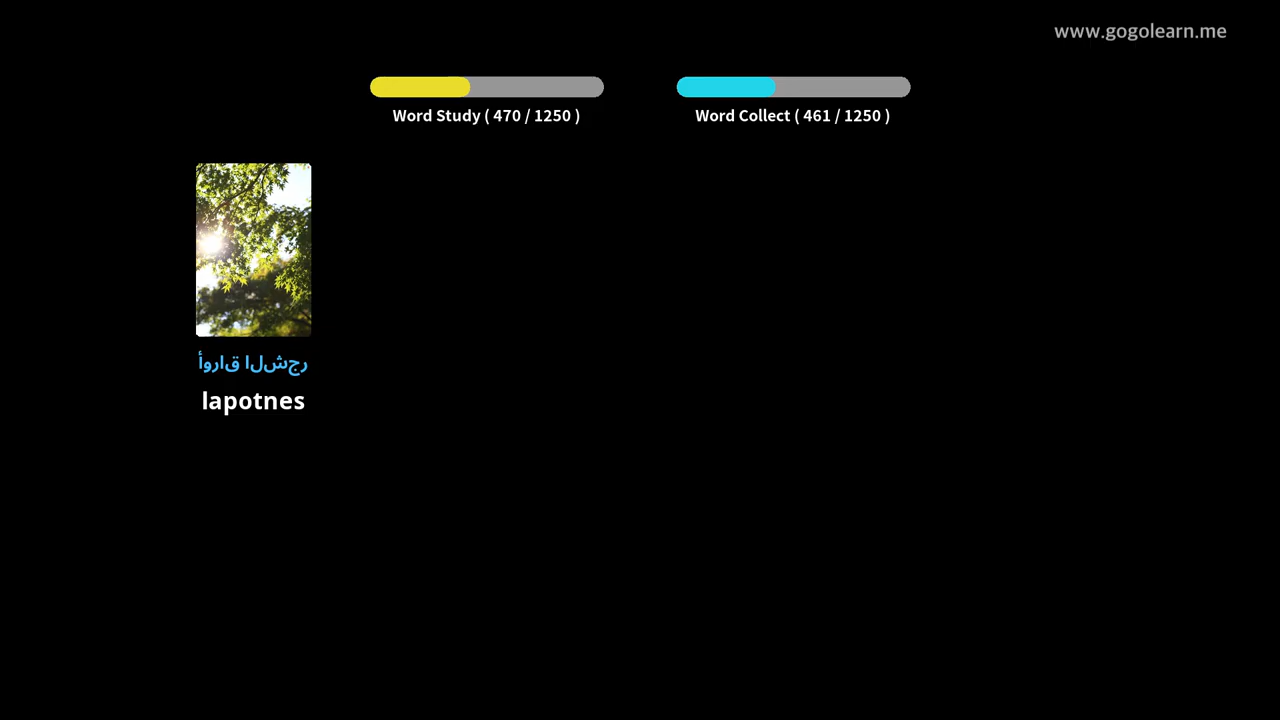 www.gogolearn.me
Word Study ( 470 / 1250 )
Word Collect ( 461 / 1250 )
رجشلا قاروأ
lapotnes